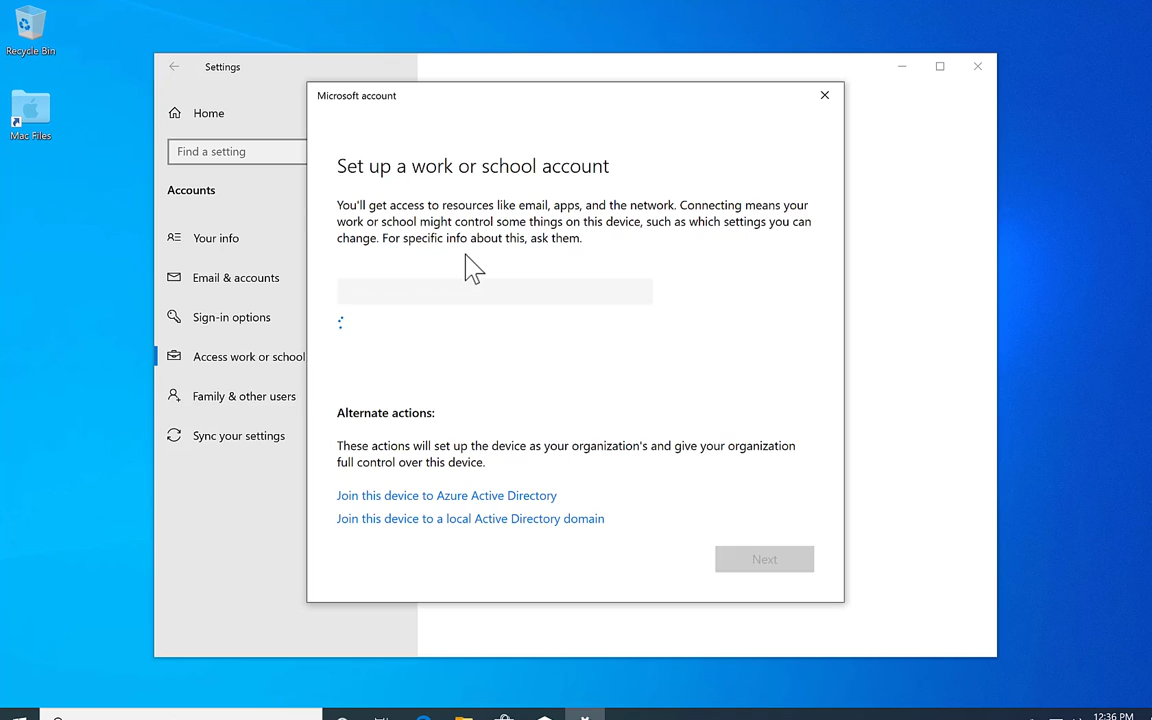 Recycle Bin
Mac Files
Settings
Home
Find a setting
Accounts
Your info
Email & accounts
Sign-in options
Access work or school
Family & other users
Sync your settings
Microsoft account
Set up a work or school account
You'll get access to resources like email, apps, and the network. Connecting means your
work or school might control some things on this device, such as which settings you can
change. For specific info about this, ask them.
Alternate actions:
These actions will set up the device as your organization's and give your organization
full control over this device.
Join this device to Azure Active Directory
Join this device to a local Active Directory domain
Next
12:36 PM